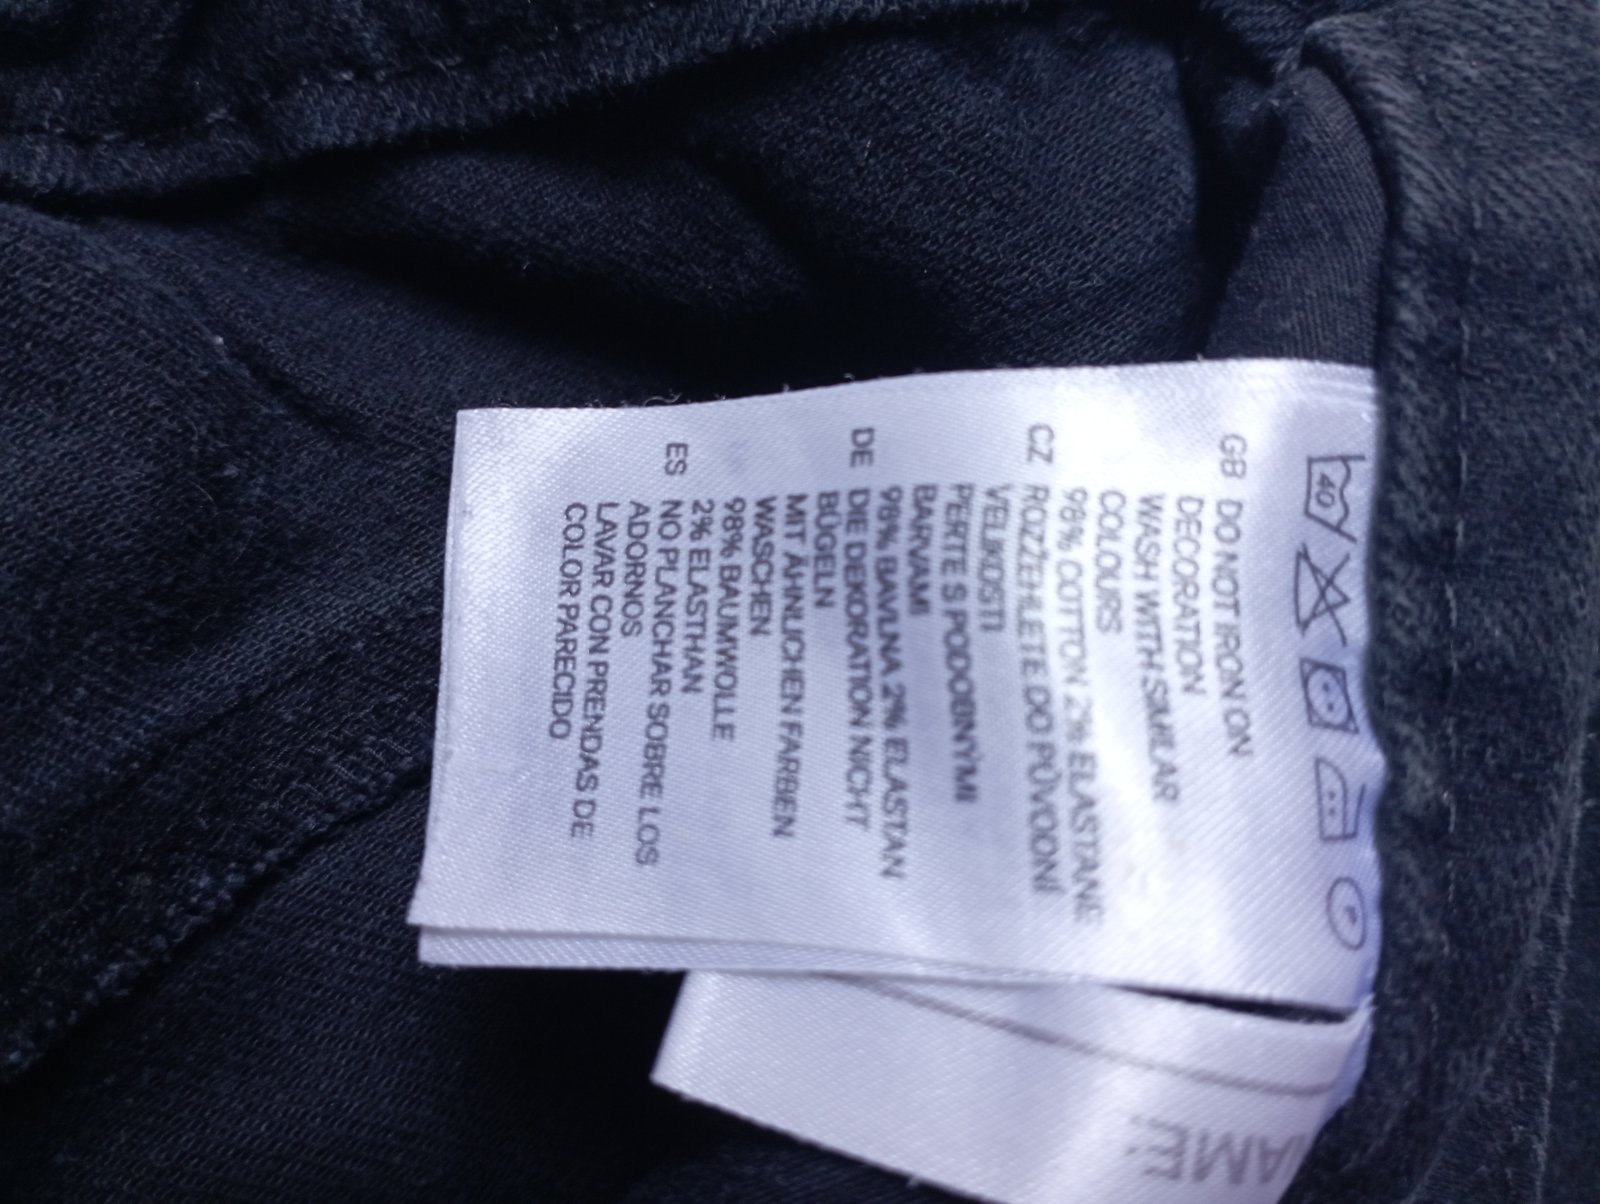 40
P
GB DO NOT IRON ON
DECORATION
WASH WITH SIMILAR
COLOURS
98% COTTON 2% ELASTANE
CZ ROZŽEHLETE DO PŮVODNÍ
VELIKOSTI
PERTE S PODOBNÝMI
BARVAMI
98% BAVLNA 2% ELASTAN
DE DIE DEKORATION NICHT
BÜGELN
MIT ÄHNLICHEN FARBEN
WASCHEN
98% BAUMWOLLE
2% ELASTHAN
ES NO PLANCHAR SOBRE LOS
ADORNOS
LAVAR CON PRENDAS DE
COLOR PARECIDO